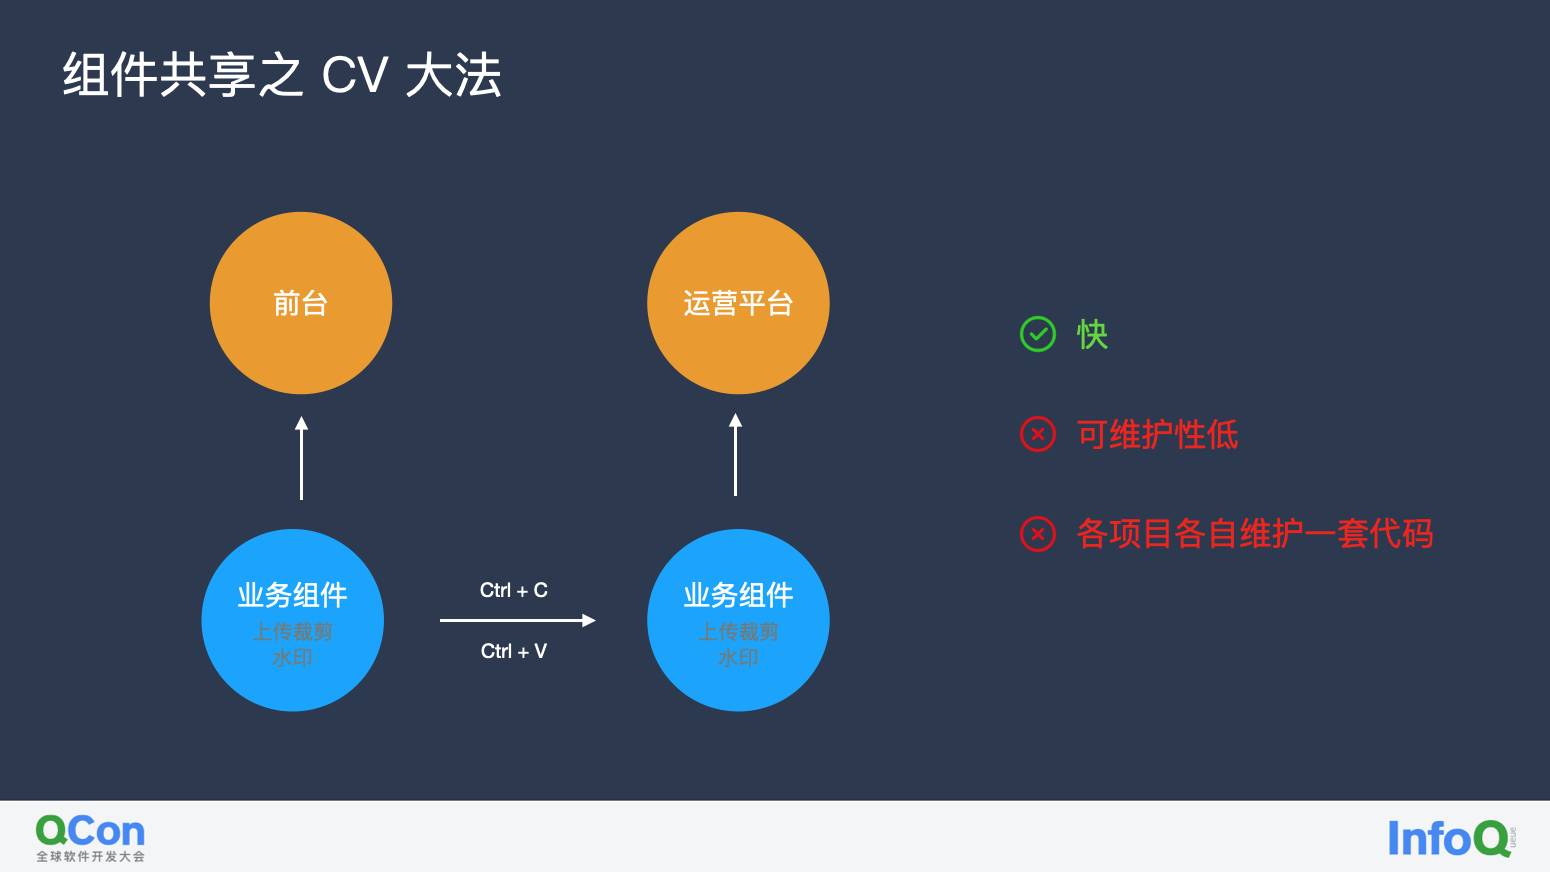 组件共享之 CV 大法
前台
运营平台
快
可维护性低
各项目各自维护一套代码
业务组件
上传裁剪
水印
Ctrl + C
Ctrl + V
业务组件
上传裁剪
水印
QCon
全球软件开发大会
InfoQ
ueue